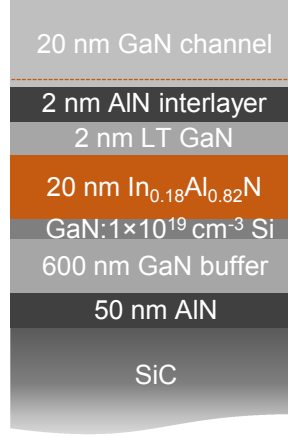 20 nm GaN channel
2 nm AlN interlayer
2 nm LT GaN
20 nm In₀.₁₈Al₀.₈₂N
GaN:1×10¹⁹ cm⁻³ Si
600 nm GaN buffer
50 nm AlN
SiC